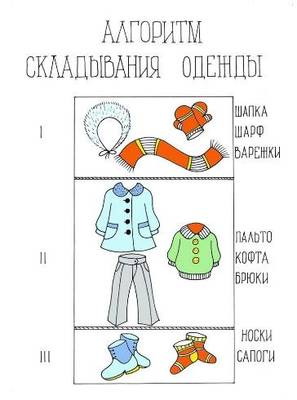 АЛГОРИТМ
СКЛАДЫВАНИЯ ОДЕЖДЫ
I
ШАПКА
ШАРФ
ВАРЕЖКИ
II
ПАЛЬТО
КОФТА
БРЮКИ
III
НОСКИ
САПОГИ